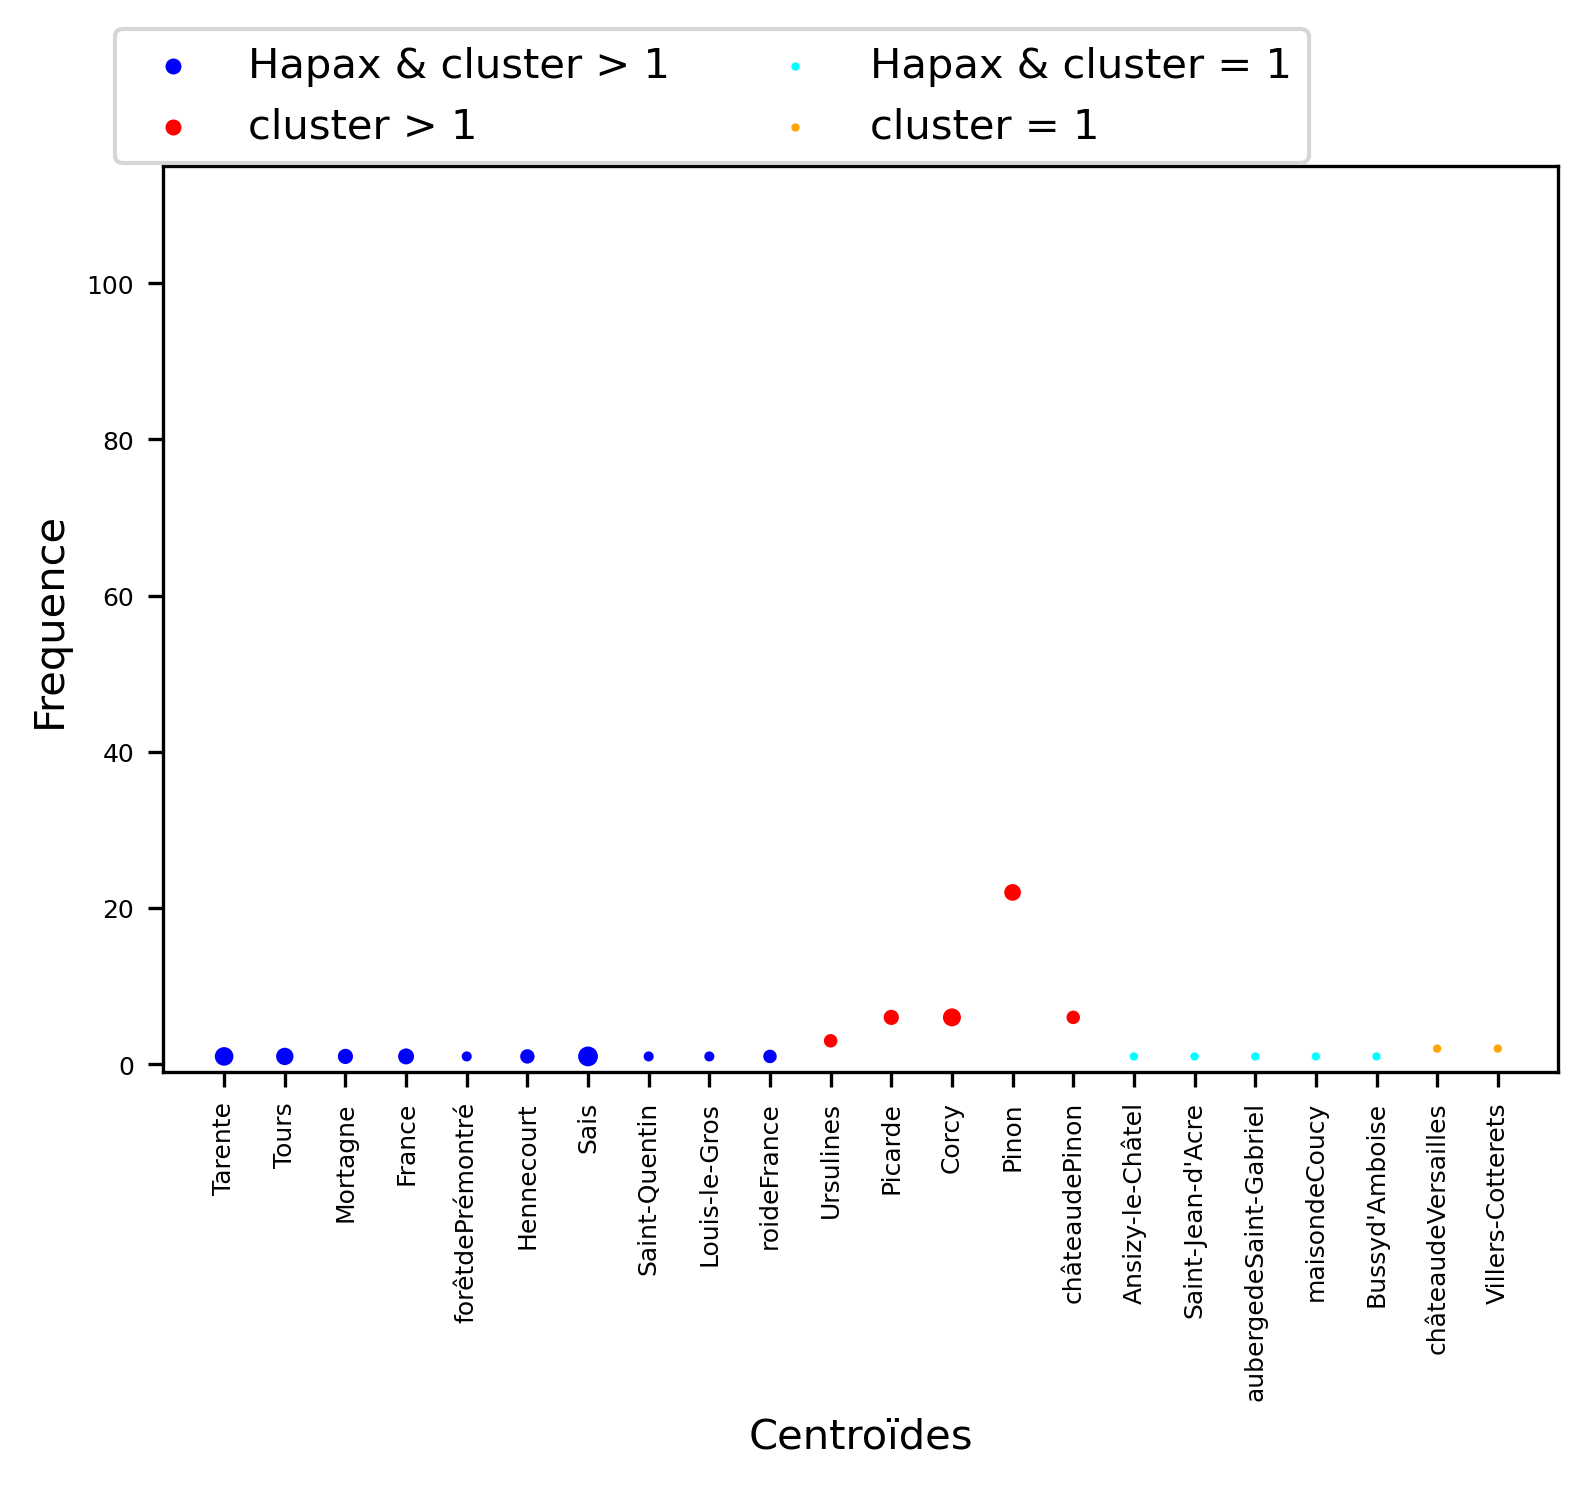 Hapax & cluster > 1
cluster > 1
Hapax & cluster = 1
cluster = 1
Frequence
100
80
60
40
20
0
Tarente
Tours
Mortagne
France
forêtdePrémontré
Hennecourt
Sais
Saint-Quentin
Louis-le-Gros
roideFrance
Ursulines
Picarde
Corcy
Pinon
châteaudePinon
Ansizy-le-Châtel
Saint-Jean-d'Acre
aubergedeSaint-Gabriel
maisondeCoucy
Bussyd'Amboise
châteaudeVersailles
Villers-Cotterets
Centroïdes